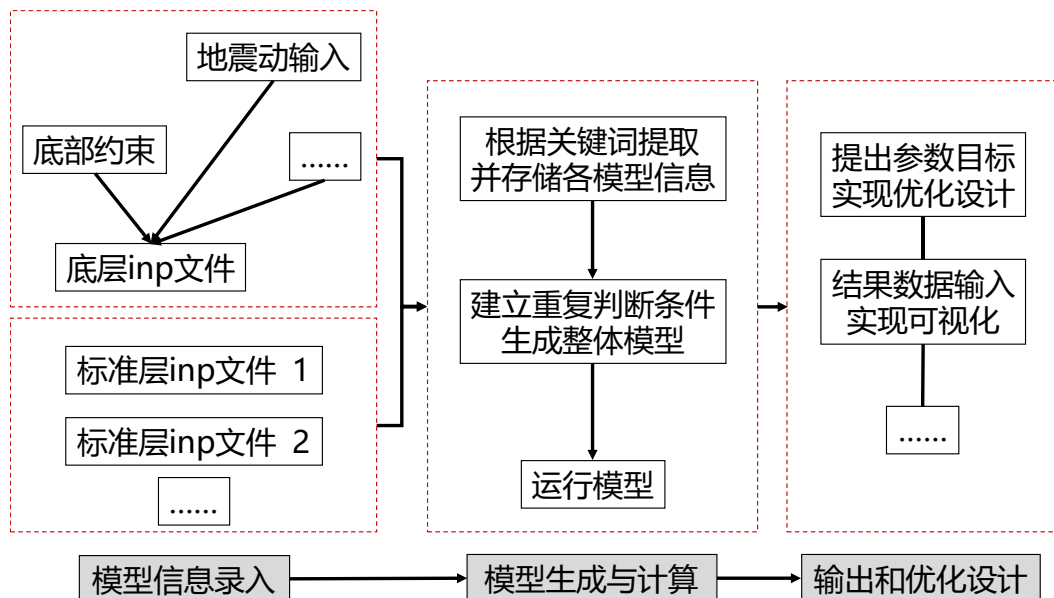 地震动输入
底部约束
……
底层inp文件
标准层inp文件 1
标准层inp文件 2
……
根据关键词提取
并存储各模型信息
建立重复判断条件
生成整体模型
运行模型
提出参数目标
实现优化设计
结果数据输入
实现可视化
……
模型信息录入
模型生成与计算
输出和优化设计